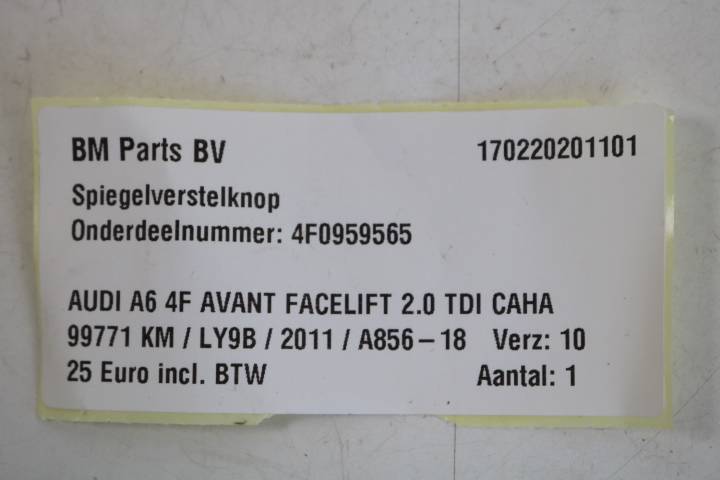 BM Parts BV 170220201101
Spiegelverstelknop
Onderdeelnummer: 4F0959565
AUDI A6 4F AVANT FACELIFT 2.0 TDI CAHA
99771 KM / LY9B / 2011 / A856-18 Verz: 10
25 Euro incl. BTW Aantal: 1